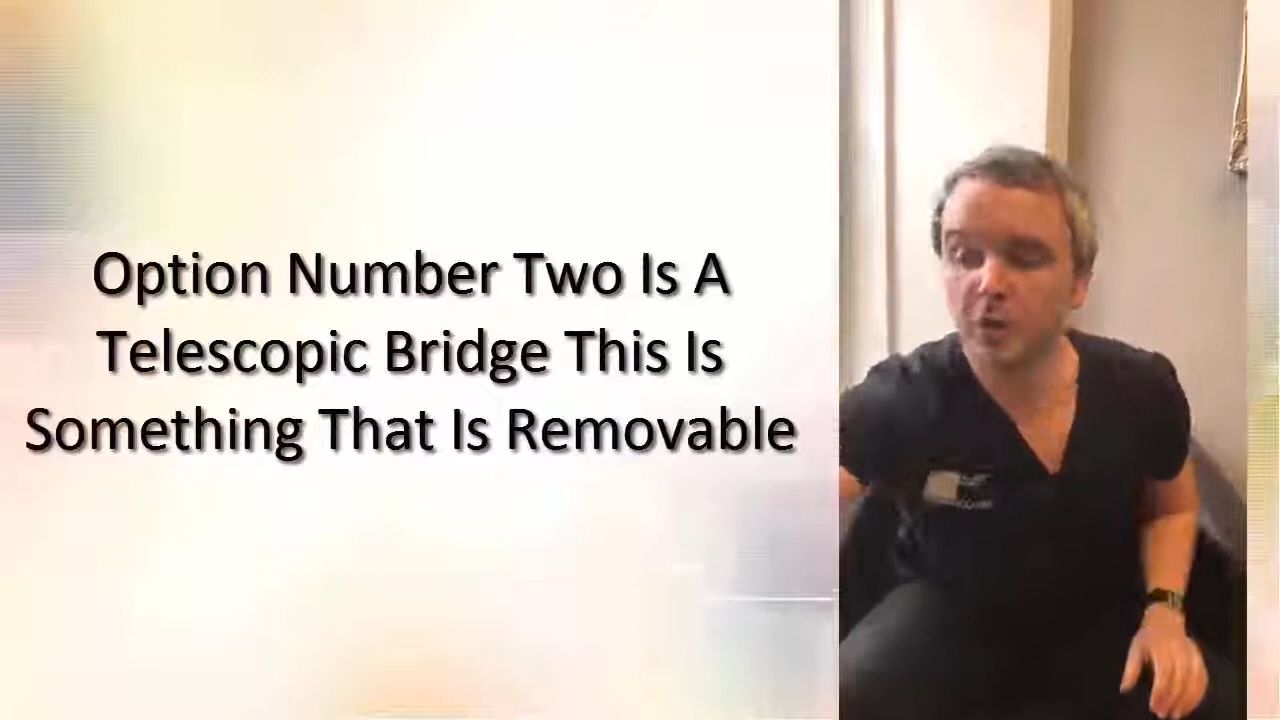 Option Number Two Is A
Telescopic Bridge This Is
Something That Is Removable